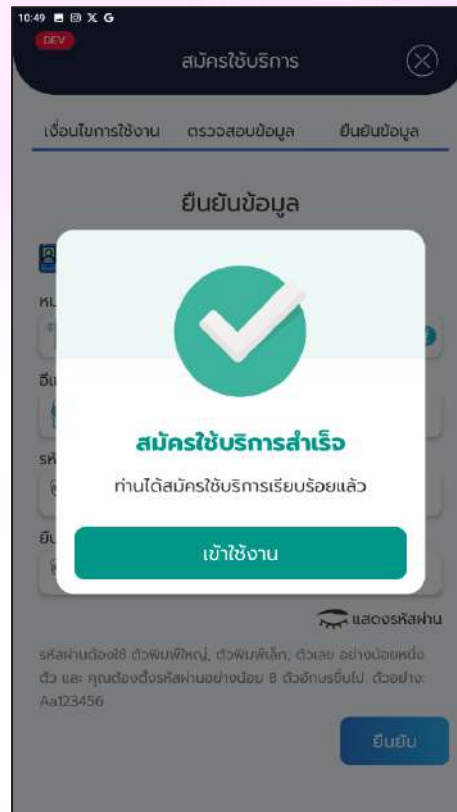 10:49 X G
DEV
สมัครใช้บริการ
เงื่อนไขการใช้งาน ตรวจสอบข้อมูล ยืนยันข้อมูล
ยืนยันข้อมูล
สมัครใช้บริการสำเร็จ
ท่านได้สมัครใช้บริการเรียบร้อยแล้ว
เข้าใช้งาน
แสดงรหัสผ่าน
รหัสผ่านต้องใช้ ตัวพิมพ์ใหญ่, ตัวพิมพ์เล็ก, ตัวเลข อย่างน้อยหนึ่ง
ตัว และ คุณต้องตั้งรหัสผ่านอย่างน้อย 8 ตัวอักษรขึ้นไป ตัวอย่าง:
Aa123456
ยืนยัน